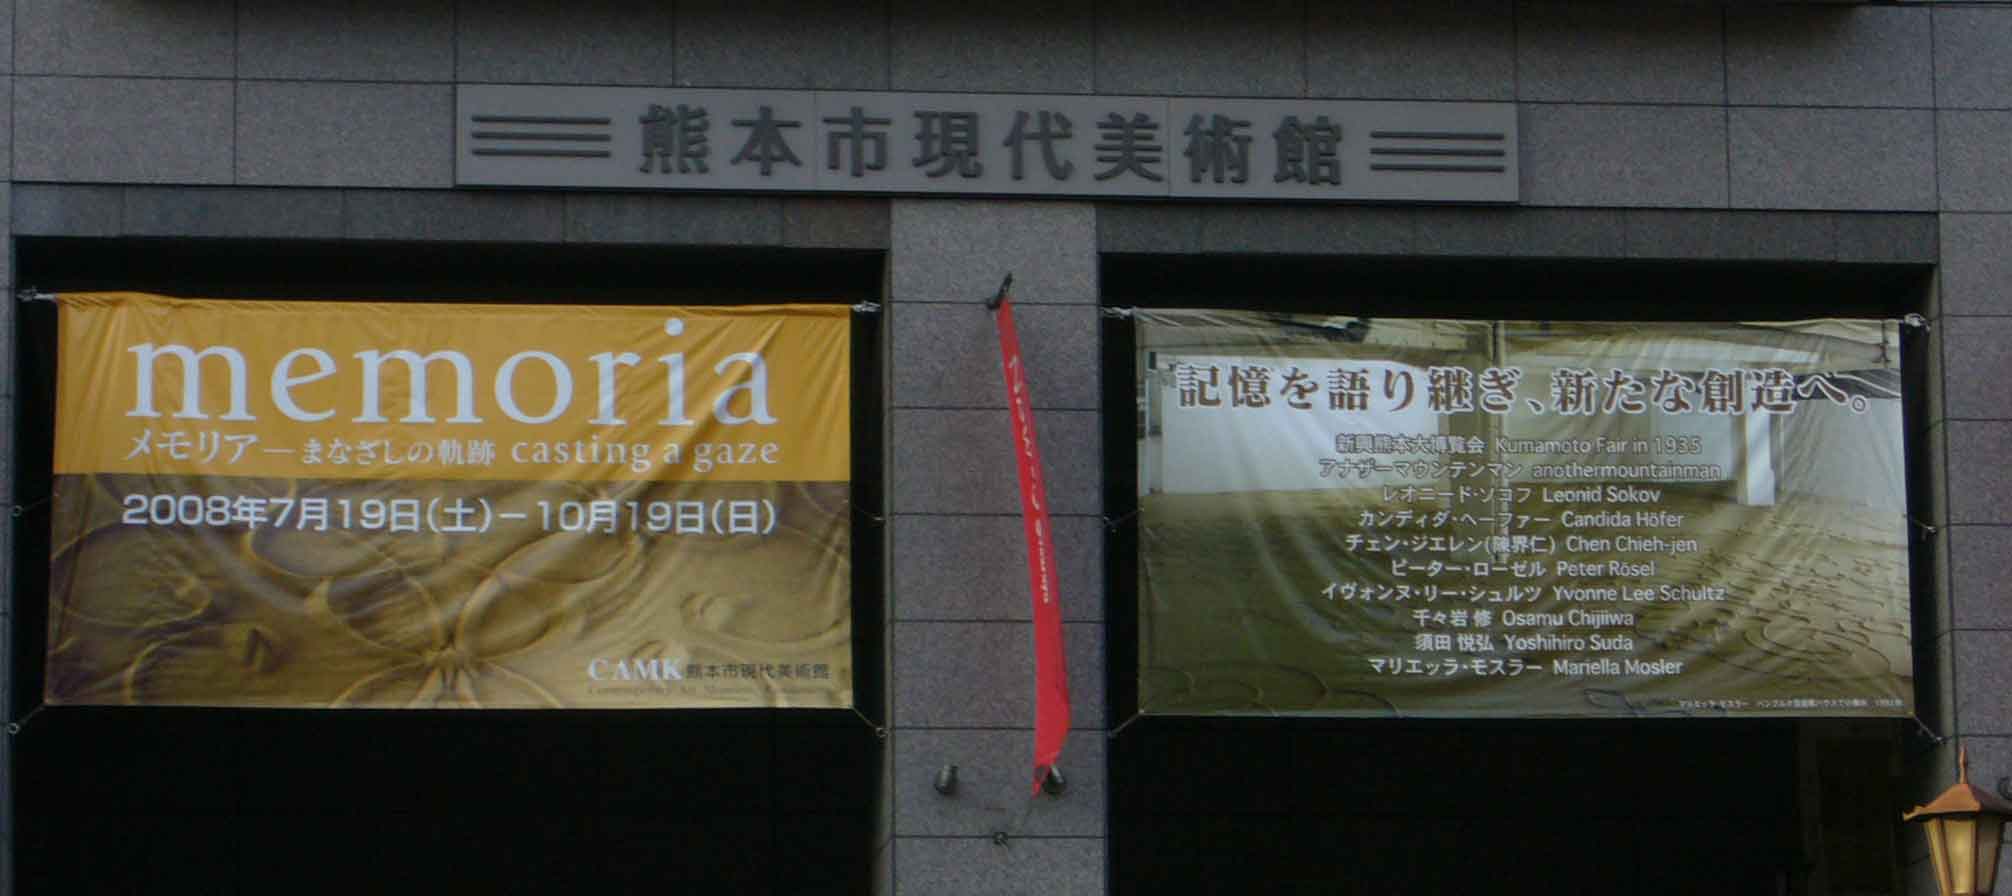 熊本市現代美術館
memoria
メモリア―まなざしの軌跡 casting a gaze
2008年7月19日(土)－10月19日(日)
CAMK 熊本市現代美術館
記憶を語り継ぎ、新たな創造へ。
新興熊本大博覧会 Kumamoto Fair in 1935
アナザーマウンテンマン anothermountainman
レオニード・ソコフ Leonid Sokov
カンディダ・ヘーファー Candida Höfer
チェン・ジエレン(陳界仁) Chen Chieh-jen
ピーター・ローゼル Peter Rösel
イヴォンヌ・リー・シュルツ Yvonne Lee Schultz
千々岩 修 Osamu Chijiiwa
須田 悦弘 Yoshihiro Suda
マリエッラ・モスラー Mariella Mosler